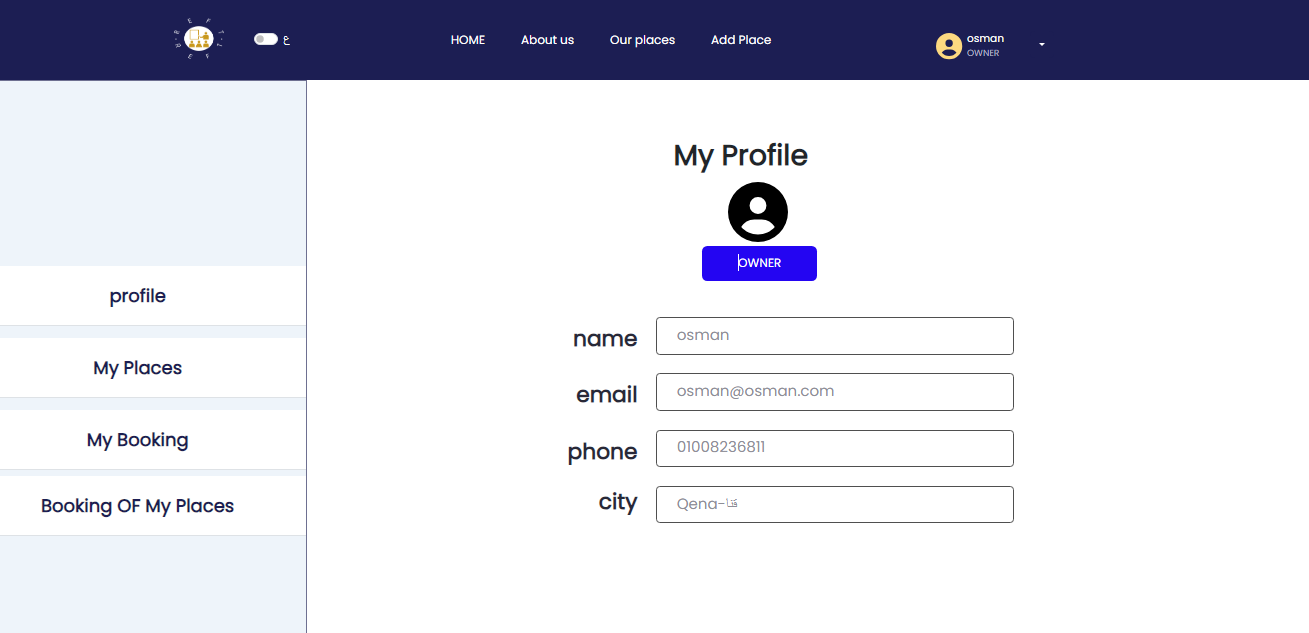 ع
HOME
About us
Our places
Add Place
osman
OWNER
profile
My Places
My Booking
Booking OF My Places
My Profile
OWNER
name
osman
email
osman@osman.com
phone
01008236811
city
Qena-قنا